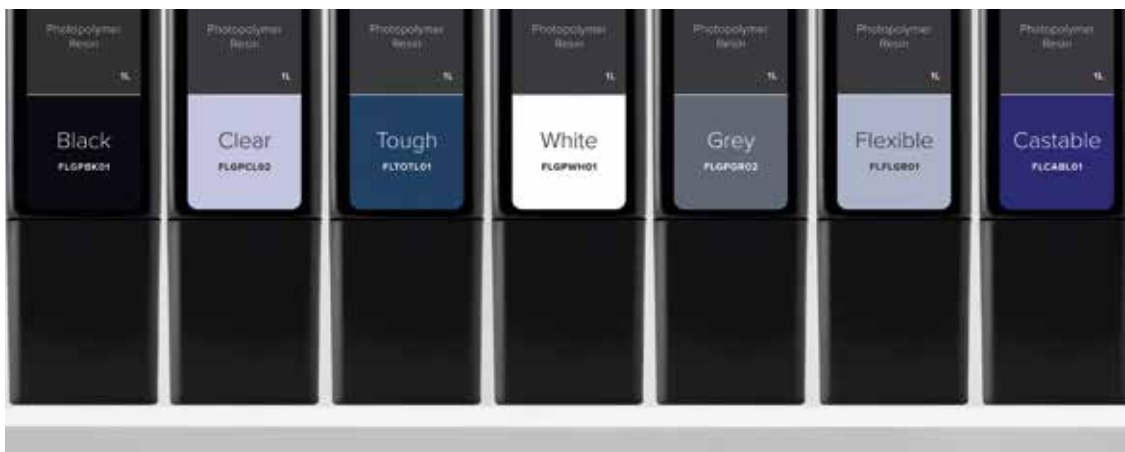 Photopolymer
Resin
1L
Black
FLGPBK01
Photopolymer
Resin
1L
Clear
FLGPCL02
Photopolymer
Resin
1L
Tough
FLTOTL01
Photopolymer
Resin
1L
White
FLGPWH01
Photopolymer
Resin
1L
Grey
FLGPGR02
Photopolymer
Resin
1L
Flexible
FLFLGR01
Photopolymer
Resin
1L
Castable
FLCABL01